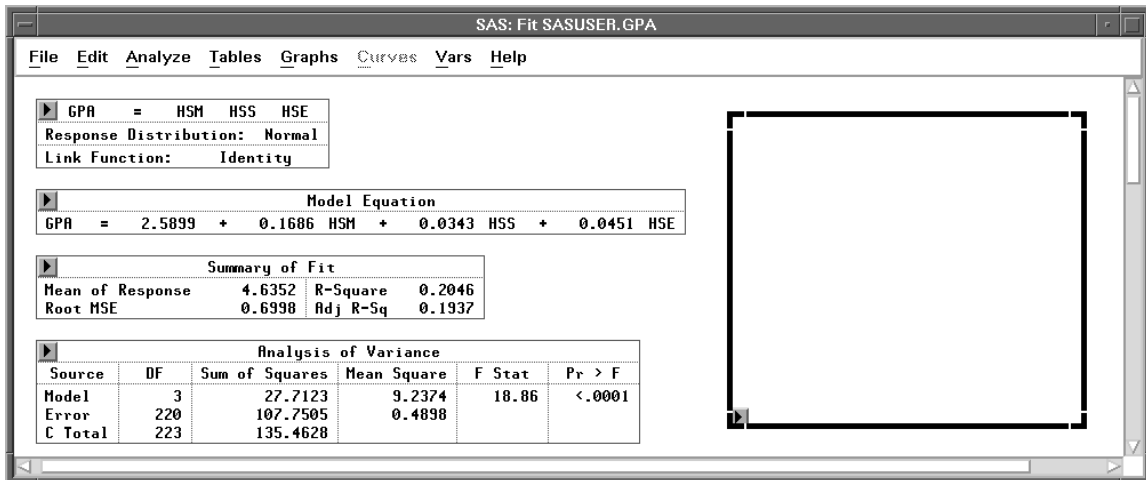 SAS: Fit SASUSER.GPA
File Edit Analyze Tables Graphs Curves Vars Help
GPA = HSM HSS HSE
Response Distribution: Normal
Link Function: Identity
Model Equation
GPA = 2.5899 + 0.1686 HSM + 0.0343 HSS + 0.0451 HSE
Summary of Fit
Mean of Response 4.6352 R-Square 0.2046
Root MSE 0.6998 Adj R-Sq 0.1937
Analysis of Variance
Source DF Sum of Squares Mean Square F Stat Pr > F
Model 3 27.7123 9.2374 18.86 <.0001
Error 220 107.7505 0.4898
C Total 223 135.4628